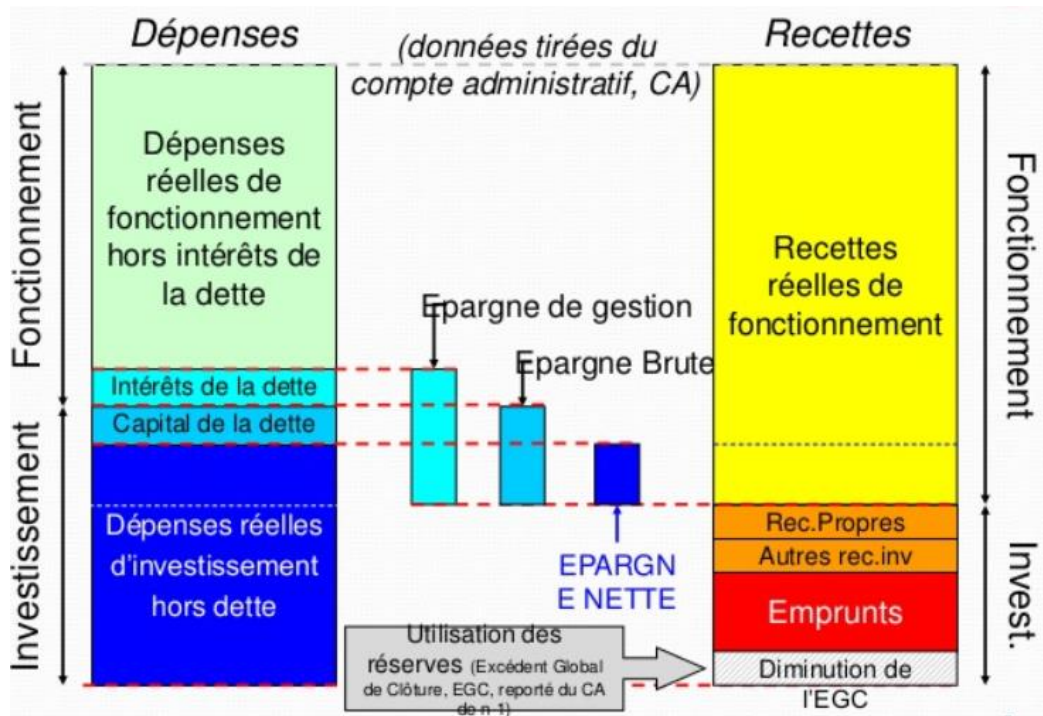 Dépenses
(données tirées du
compte administratif, CA)
Recettes
Fonctionnement
Investissement
Dépenses
réelles de
fonctionnement
hors intérêts de
la dette
Intérêts de la dette
Capital de la dette
Dépenses réelles
d'investissement
hors dette
Epargne de gestion
Epargne Brute
EPARGN
E NETTE
Utilisation des
réserves (Excédent Global
de Clôture, EGC, reporté du CA
de n-1)
Recettes
réelles de
fonctionnement
Rec.Propres
Autres rec.inv
Emprunts
Diminution de
l'EGC
Fonctionnement
Invest.